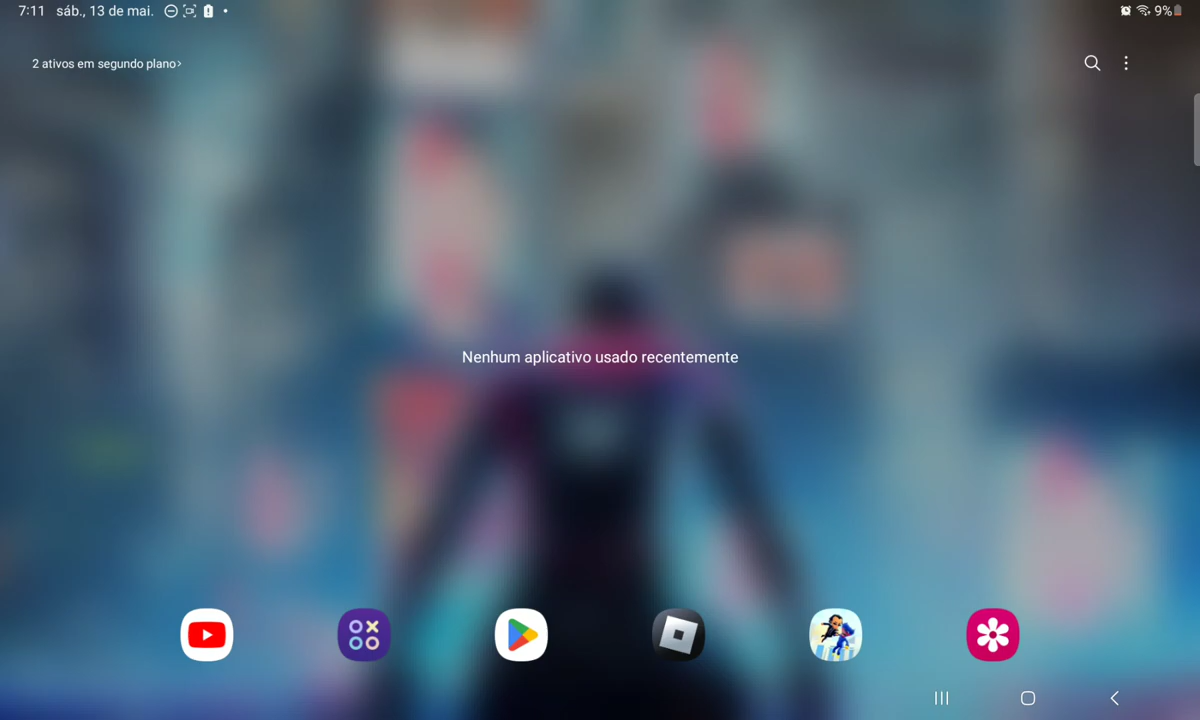 7:11 sáb., 13 de mai. 9%
2 ativos em segundo plano›
Nenhum aplicativo usado recentemente